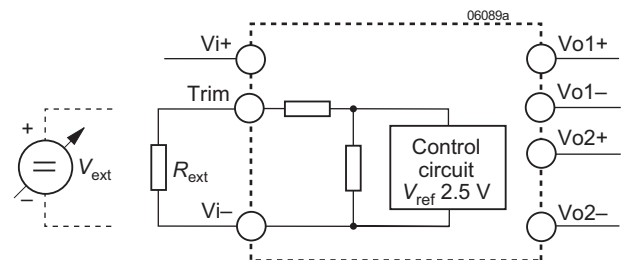 06089a
Vi+
Vo1+
Trim
Vo1–
+
Vext
Rext
Control
circuit
Vref 2.5 V
Vo2+
–
Vi–
Vo2–